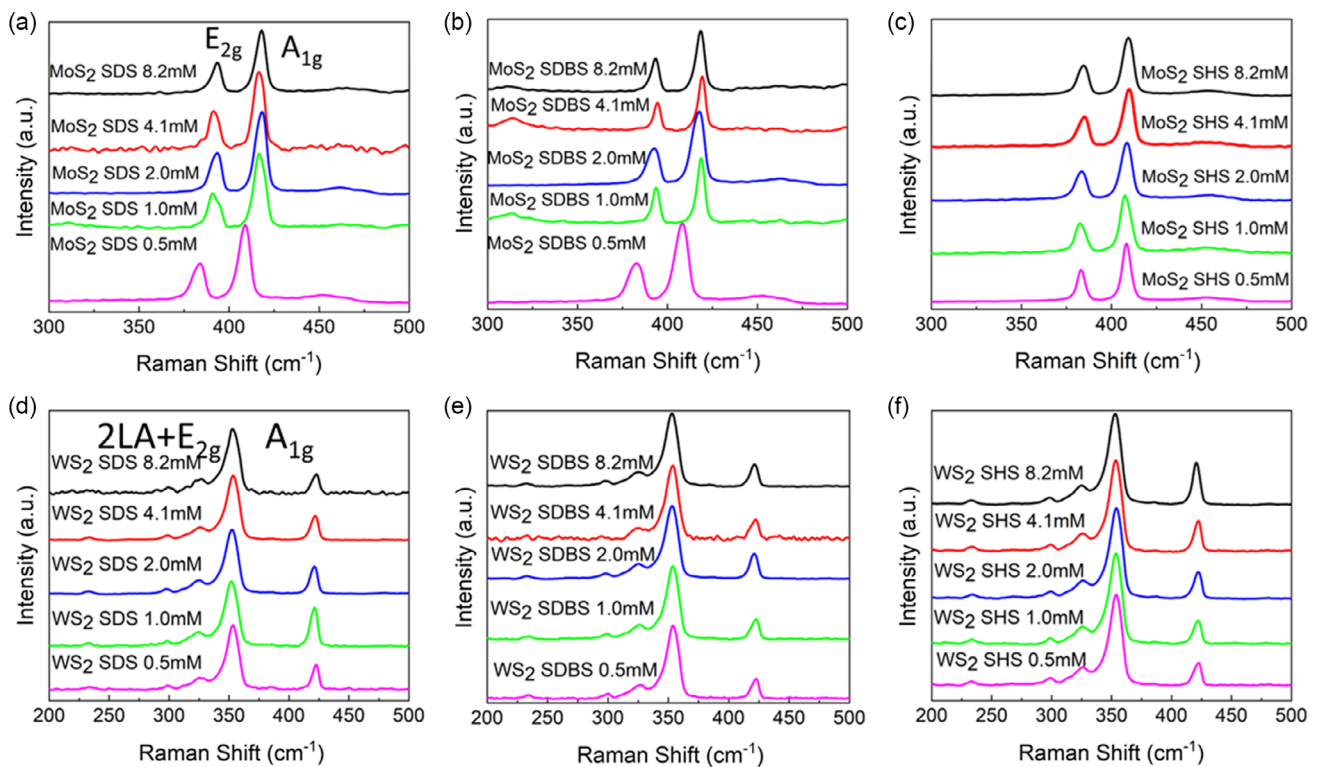 (a)
E2g A1g
MoS2 SDS 8.2mM
MoS2 SDS 4.1mM
MoS2 SDS 2.0mM
MoS2 SDS 1.0mM
MoS2 SDS 0.5mM
Intensity (a.u.)
300 350 400 450 500
Raman Shift (cm-1)
(b)
MoS2 SDBS 8.2mM
MoS2 SDBS 4.1mM
MoS2 SDBS 2.0mM
MoS2 SDBS 1.0mM
MoS2 SDBS 0.5mM
Intensity (a.u.)
300 350 400 450 500
Raman Shift (cm-1)
(c)
MoS2 SHS 8.2mM
MoS2 SHS 4.1mM
MoS2 SHS 2.0mM
MoS2 SHS 1.0mM
MoS2 SHS 0.5mM
Intensity (a.u.)
300 350 400 450 500
Raman Shift (cm-1)
(d)
2LA+E2g A1g
WS2 SDS 8.2mM
WS2 SDS 4.1mM
WS2 SDS 2.0mM
WS2 SDS 1.0mM
WS2 SDS 0.5mM
Intensity (a.u.)
200 250 300 350 400 450 500
Raman Shift (cm-1)
(e)
WS2 SDBS 8.2mM
WS2 SDBS 4.1mM
WS2 SDBS 2.0mM
WS2 SDBS 1.0mM
WS2 SDBS 0.5mM
Intensity (a.u.)
200 250 300 350 400 450 500
Raman Shift (cm-1)
(f)
WS2 SHS 8.2mM
WS2 SHS 4.1mM
WS2 SHS 2.0mM
WS2 SHS 1.0mM
WS2 SHS 0.5mM
Intensity (a.u.)
200 250 300 350 400 450 500
Raman Shift (cm-1)